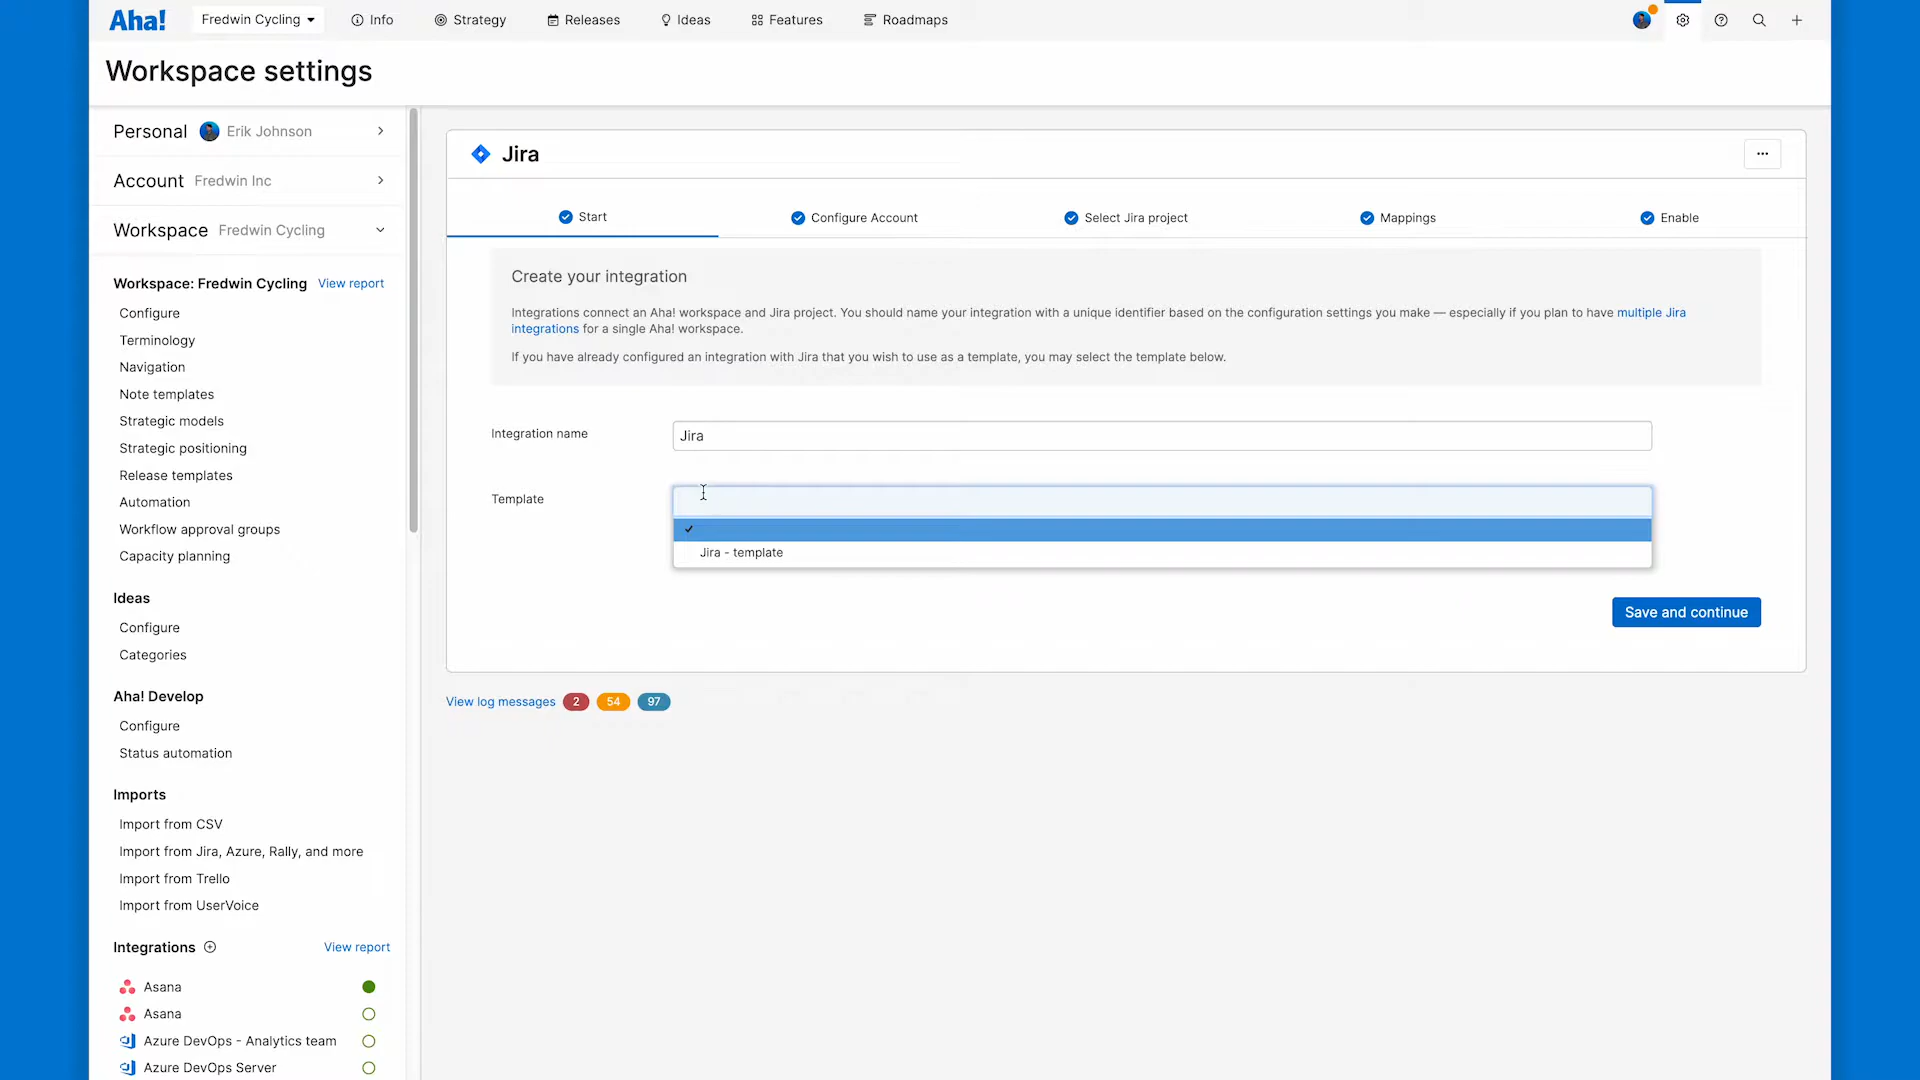 Aha! Fredwin Cycling Info Strategy Releases Ideas Features Roadmaps
Workspace settings
Personal Erik Johnson
Account Fredwin Inc
Workspace Fredwin Cycling
Workspace: Fredwin Cycling View report
Configure
Terminology
Navigation
Note templates
Strategic models
Strategic positioning
Release templates
Automation
Workflow approval groups
Capacity planning
Ideas
Configure
Categories
Aha! Develop
Configure
Status automation
Imports
Import from CSV
Import from Jira, Azure, Rally, and more
Import from Trello
Import from UserVoice
Integrations View report
Asana
Asana
Azure DevOps - Analytics team
Azure DevOps Server
Jira
Start Configure Account Select Jira project Mappings Enable
Create your integration
Integrations connect an Aha! workspace and Jira project. You should name your integration with a unique identifier based on the configuration settings you make — especially if you plan to have multiple Jira
integrations for a single Aha! workspace.
If you have already configured an integration with Jira that you wish to use as a template, you may select the template below.
Integration name Jira
Template
Jira - template
Save and continue
View log messages 2 54 97